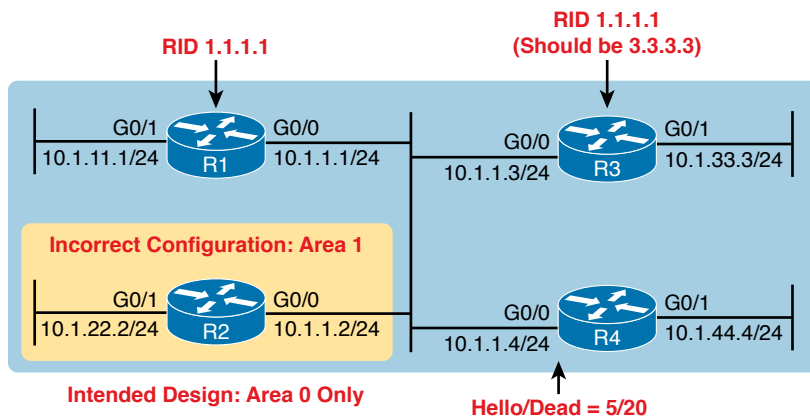 RID 1.1.1.1
RID 1.1.1.1
(Should be 3.3.3.3)
G0/1
G0/0
10.1.11.1/24
R1
10.1.1.1/24
G0/0
G0/1
10.1.1.3/24
R3
10.1.33.3/24
Incorrect Configuration: Area 1
G0/1
G0/0
10.1.22.2/24
R2
10.1.1.2/24
G0/0
G0/1
10.1.1.4/24
R4
10.1.44.4/24
Intended Design: Area 0 Only
Hello/Dead = 5/20